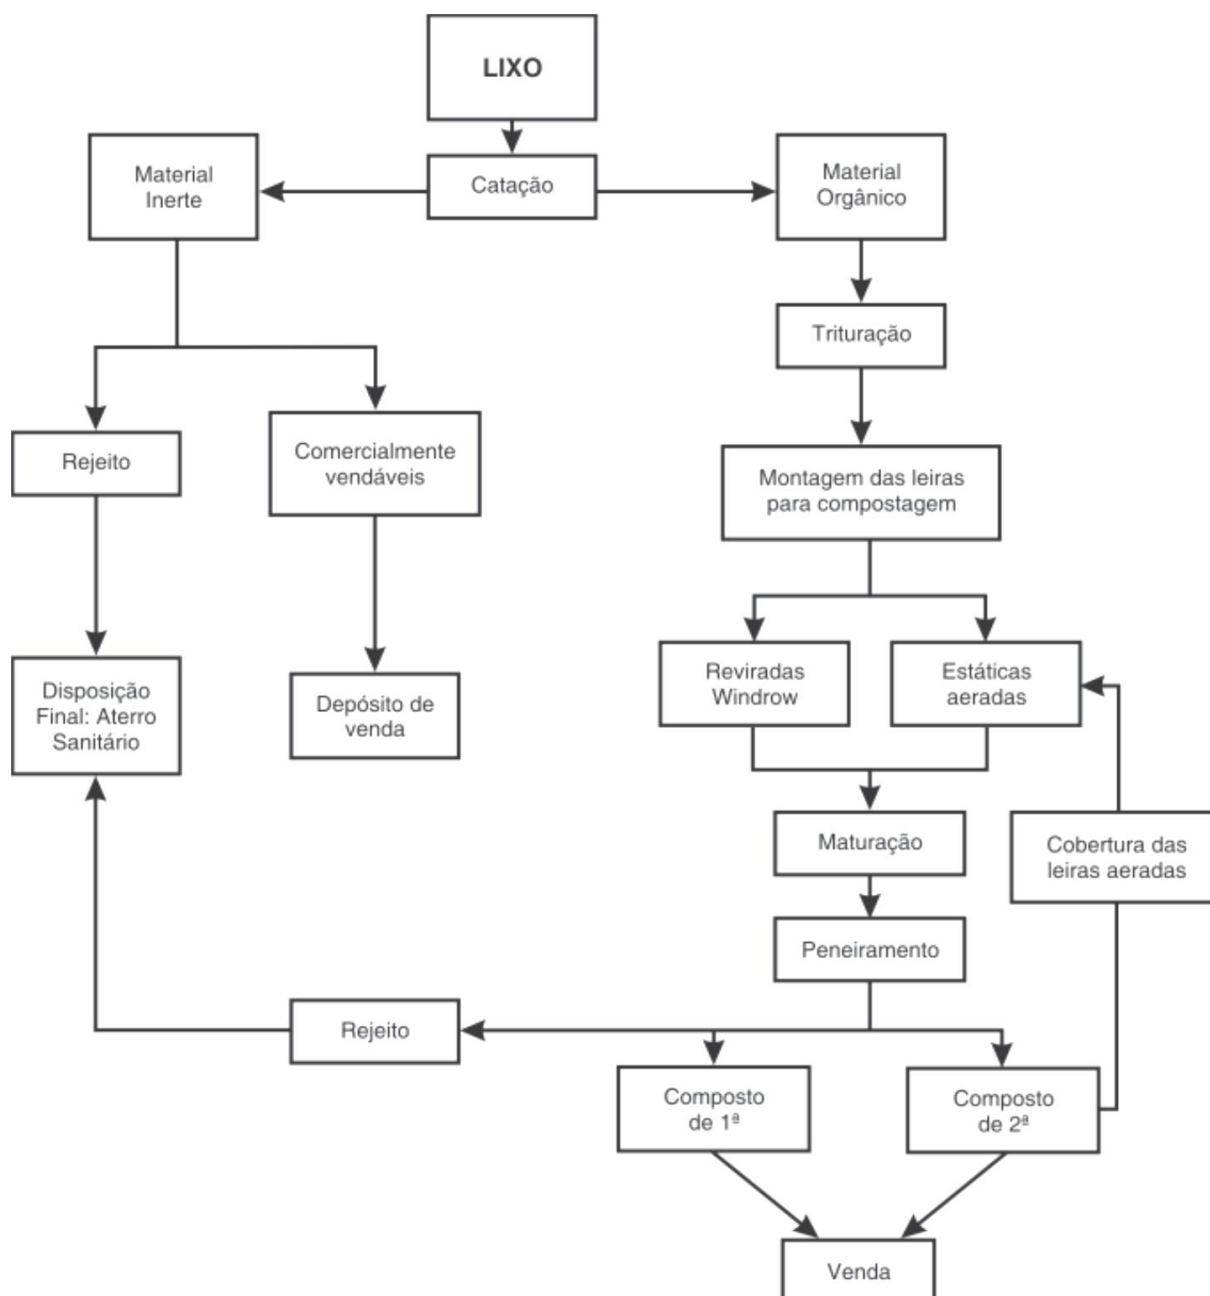 LIXO
Catação
Material
Inerte
Material
Orgânico
Trituração
Rejeito
Comercialmente
vendáveis
Montagem das leiras
para compostagem
Disposição
Final: Aterro
Sanitário
Depósito de
venda
Reviradas
Windrow
Estáticas
aeradas
Maturação
Cobertura das
leiras aeradas
Peneiramento
Rejeito
Composto
de 1ª
Composto
de 2ª
Venda